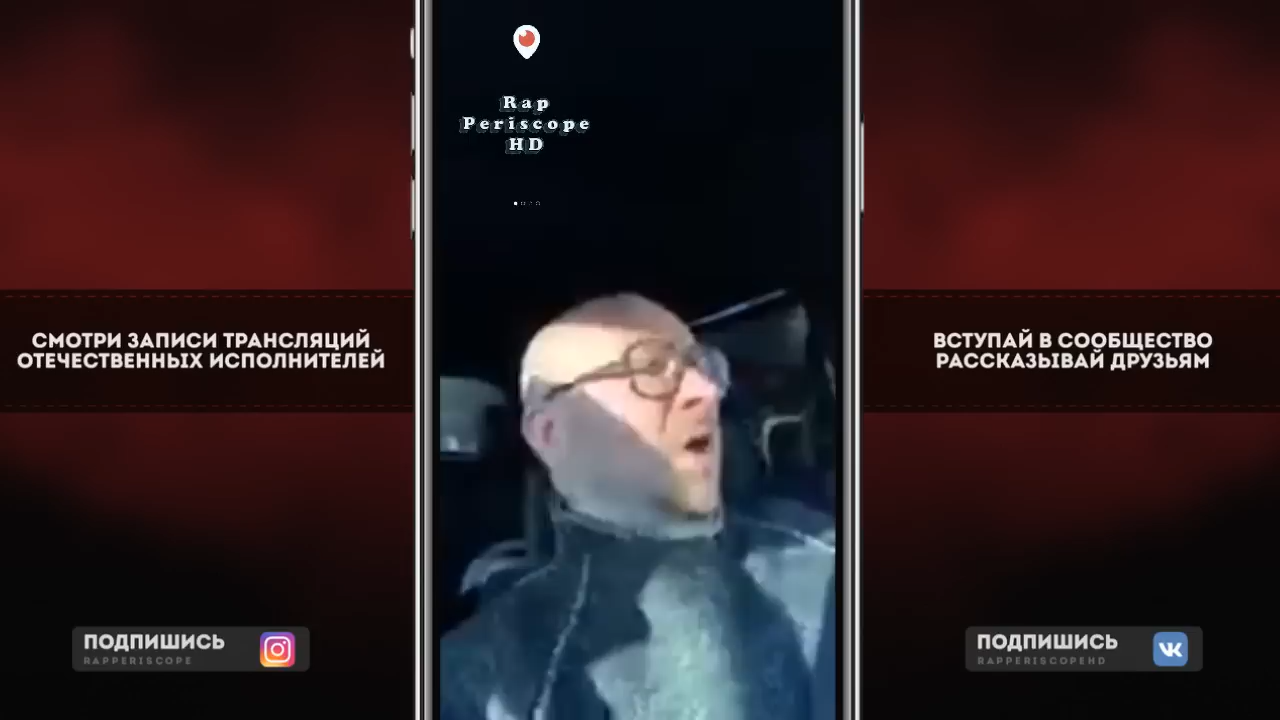 Rap
Periscope
HD
СМОТРИ ЗАПИСИ ТРАНСЛЯЦИЙ
ОТЕЧЕСТВЕННЫХ ИСПОЛНИТЕЛЕЙ
ВСТУПАЙ В СООБЩЕСТВО
РАССКАЗЫВАЙ ДРУЗЬЯМ
ПОДПИШИСЬ
RAPPERISCOPE
ПОДПИШИСЬ
RAPPERISCOPEHD